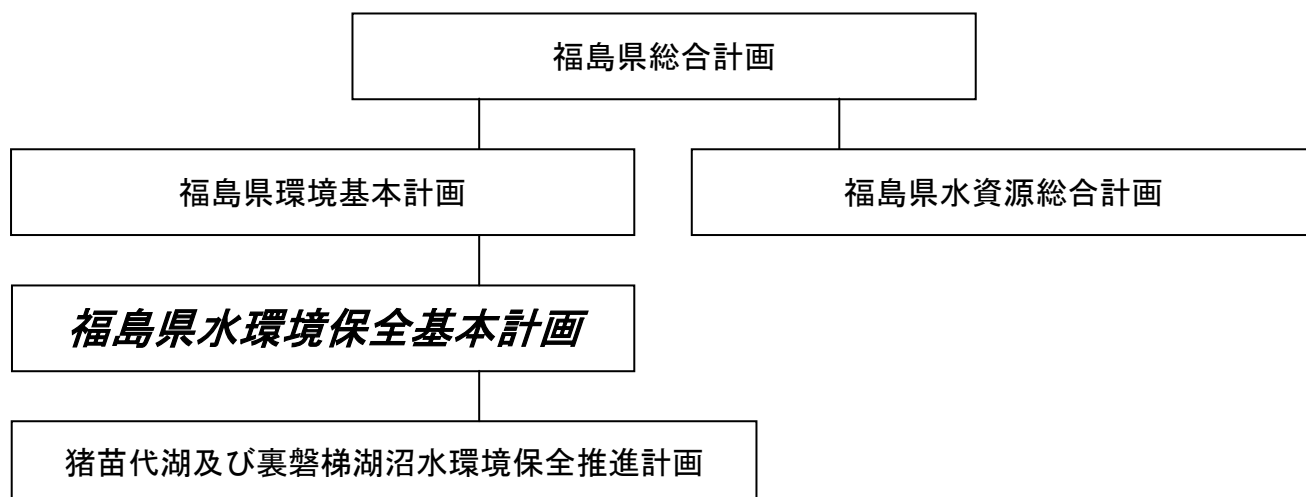 福島県総合計画
福島県環境基本計画
福島県水資源総合計画
福島県水環境保全基本計画
猪苗代湖及び裏磐梯湖沼水環境保全推進計画